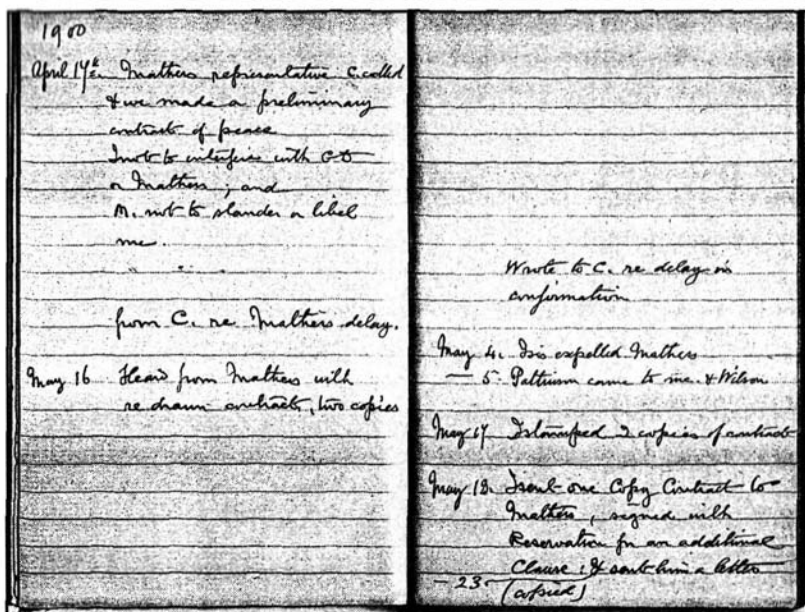 1900
April 17th. Mathers representative C. called
& we made a preliminary
contract of peace
I not to interfere with GD
or Mathers; and
M. not to slander or libel
me.
from C. re Mathers delay.
May 16 Heard from Mathers with
re drawn contracts, two copies
Wrote to C. re delay in
confirmation
May 4. Isis expelled Mathers
— 5. came to me. & Wilson
May 17 I stamped 2 copies of contract
May 18. I sent one Copy Contract to
Mathers, signed with
Reservation for an additional
Clause: & sent him a letter
— 23 (copied)